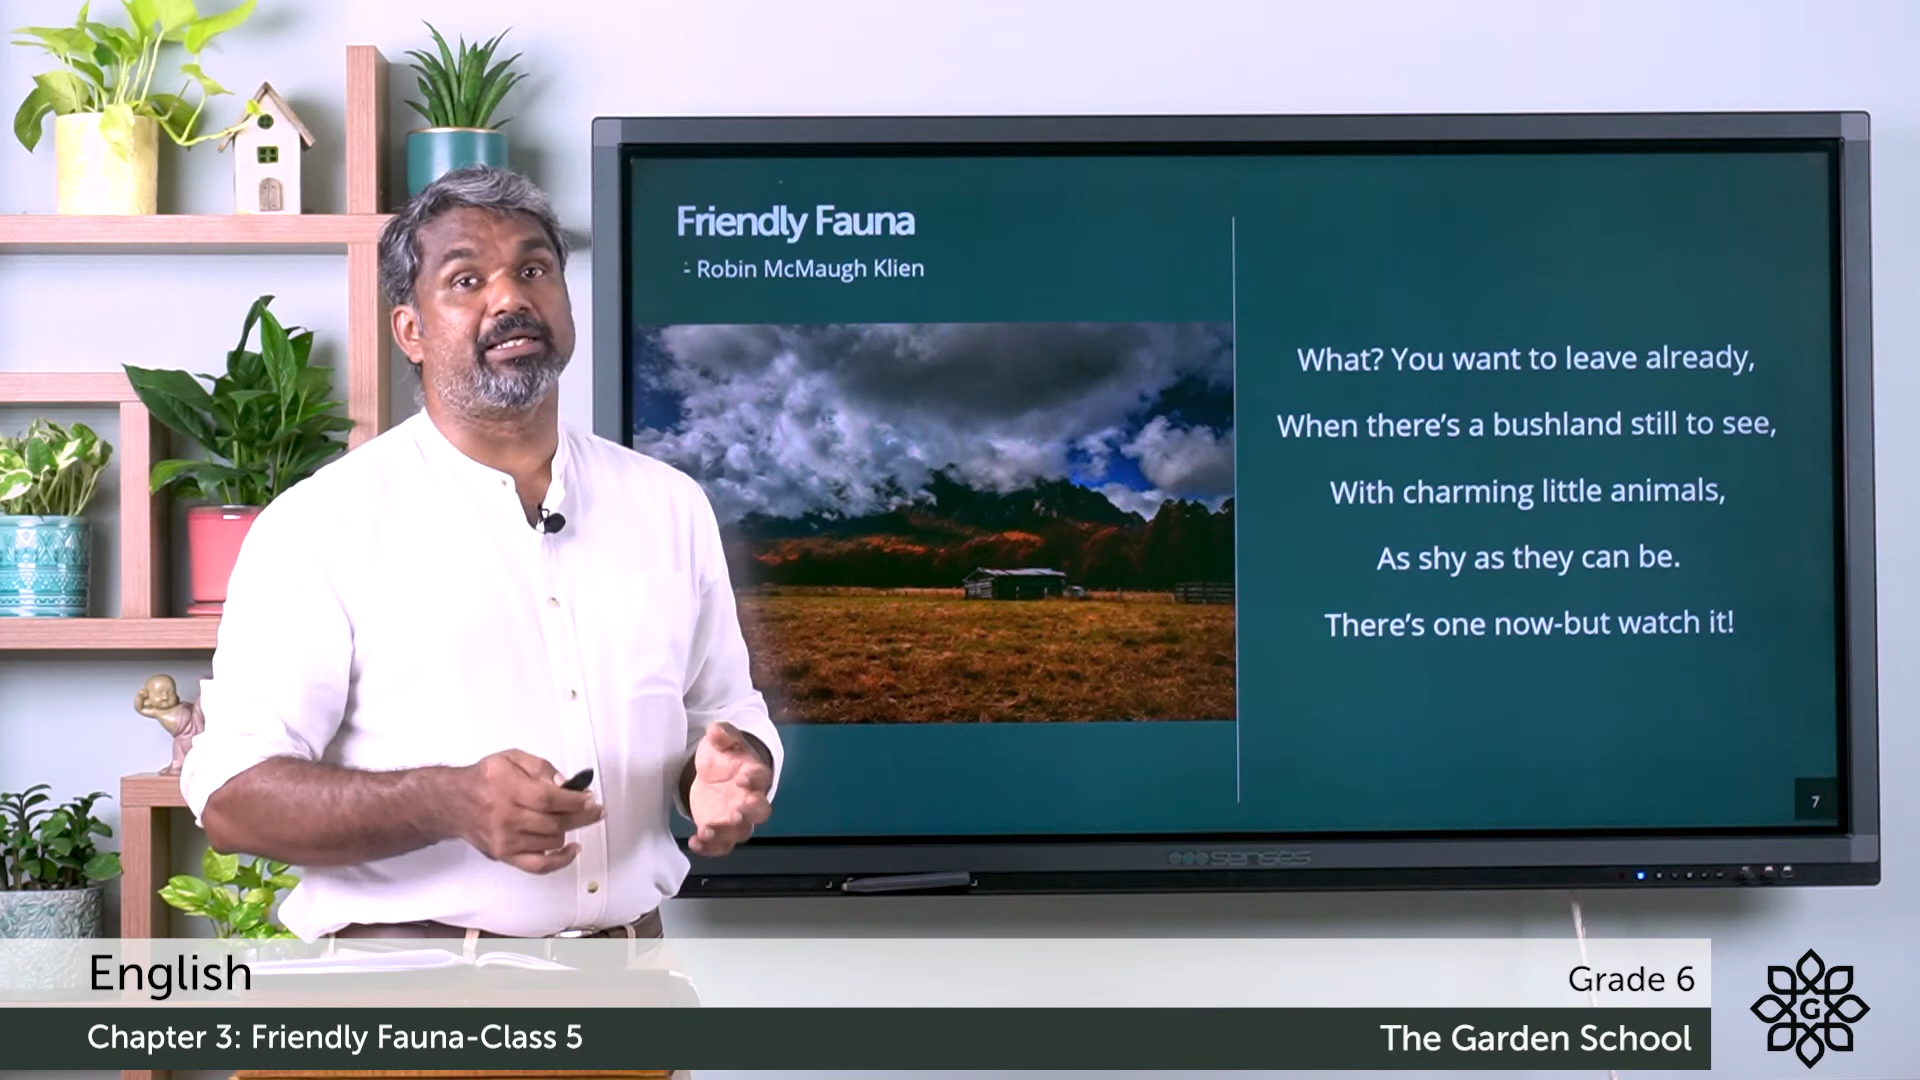 Friendly Fauna
- Robin McMaugh Klien
What? You want to leave already,
When there's a bushland still to see,
With charming little animals,
As shy as they can be.
There's one now-but watch it!
7
senses
English
Grade 6
Chapter 3: Friendly Fauna-Class 5
The Garden School
G